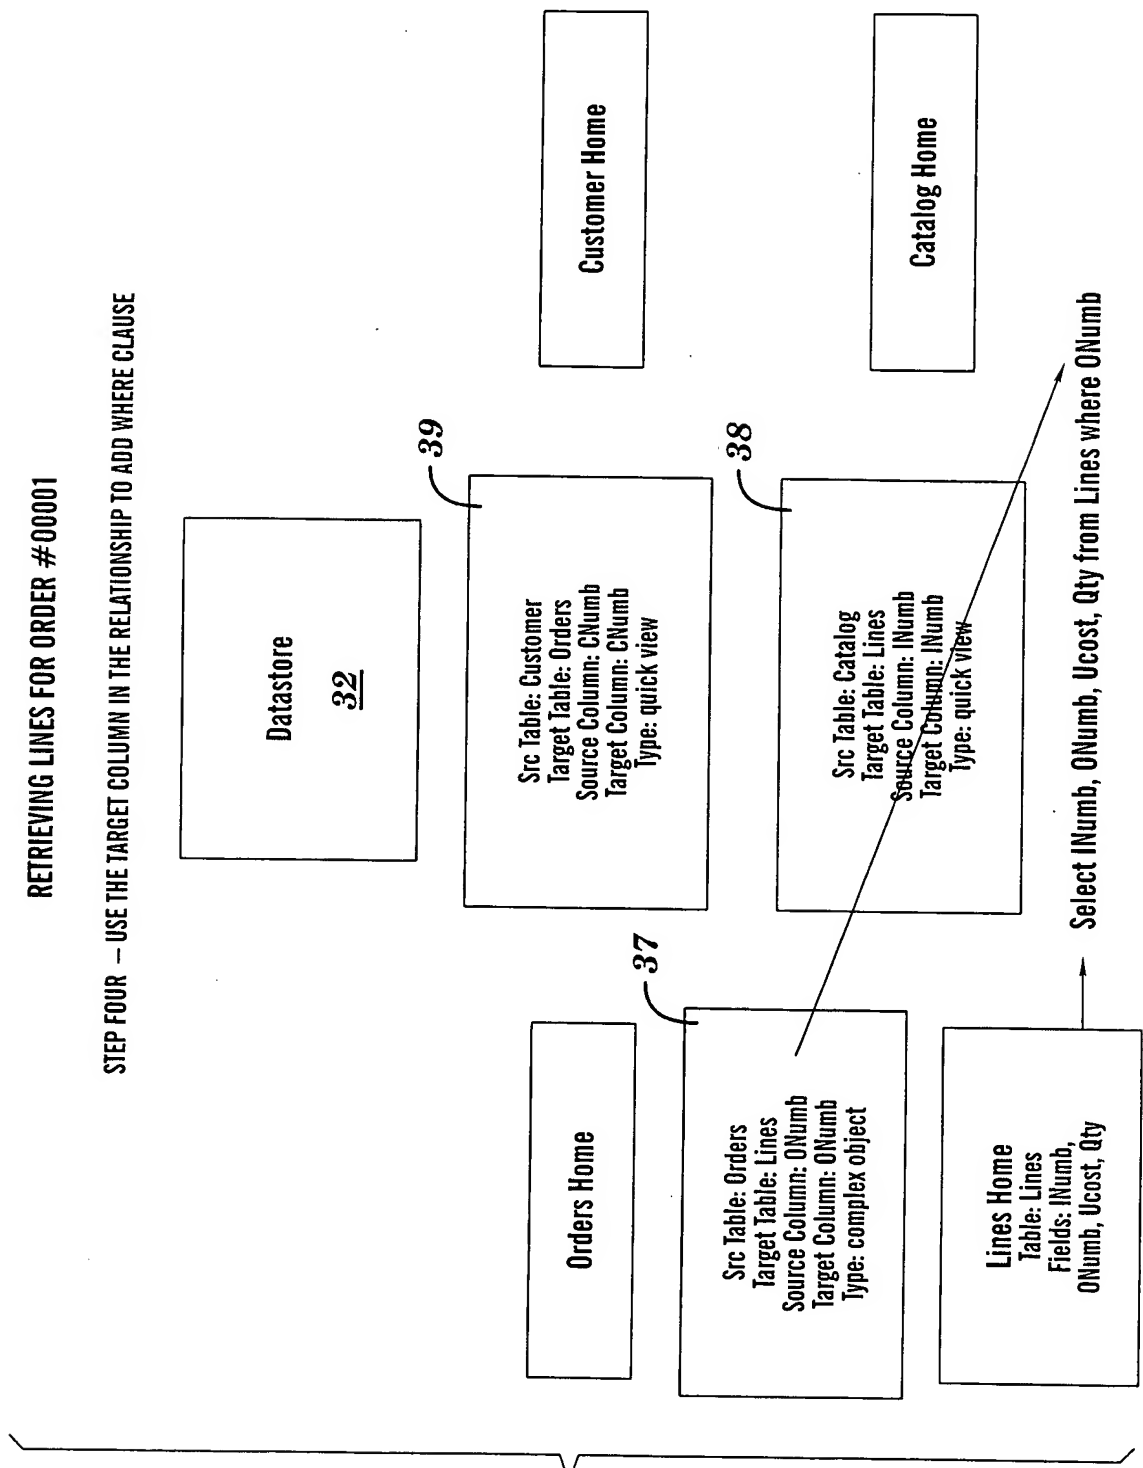 RETRIEVING LINES FOR ORDER #00001
STEP FOUR – USE THE TARGET COLUMN IN THE RELATIONSHIP TO ADD WHERE CLAUSE
Datastore
32
Orders Home
39
Src Table: Customer
Target Table: Orders
Source Column: CNumb
Target Column: CNumb
Type: quick view
Customer Home
37
Src Table: Orders
Target Table: Lines
Source Column: ONumb
Target Column: ONumb
Type: complex object
38
Src Table: Catalog
Target Table: Lines
Source Column: INumb
Target Column: INumb
Type: quick view
Catalog Home
Lines Home
Table: Lines
Fields: INumb,
ONumb, Ucost, Qty
Select INumb, ONumb, Ucost, Qty from Lines where ONumb